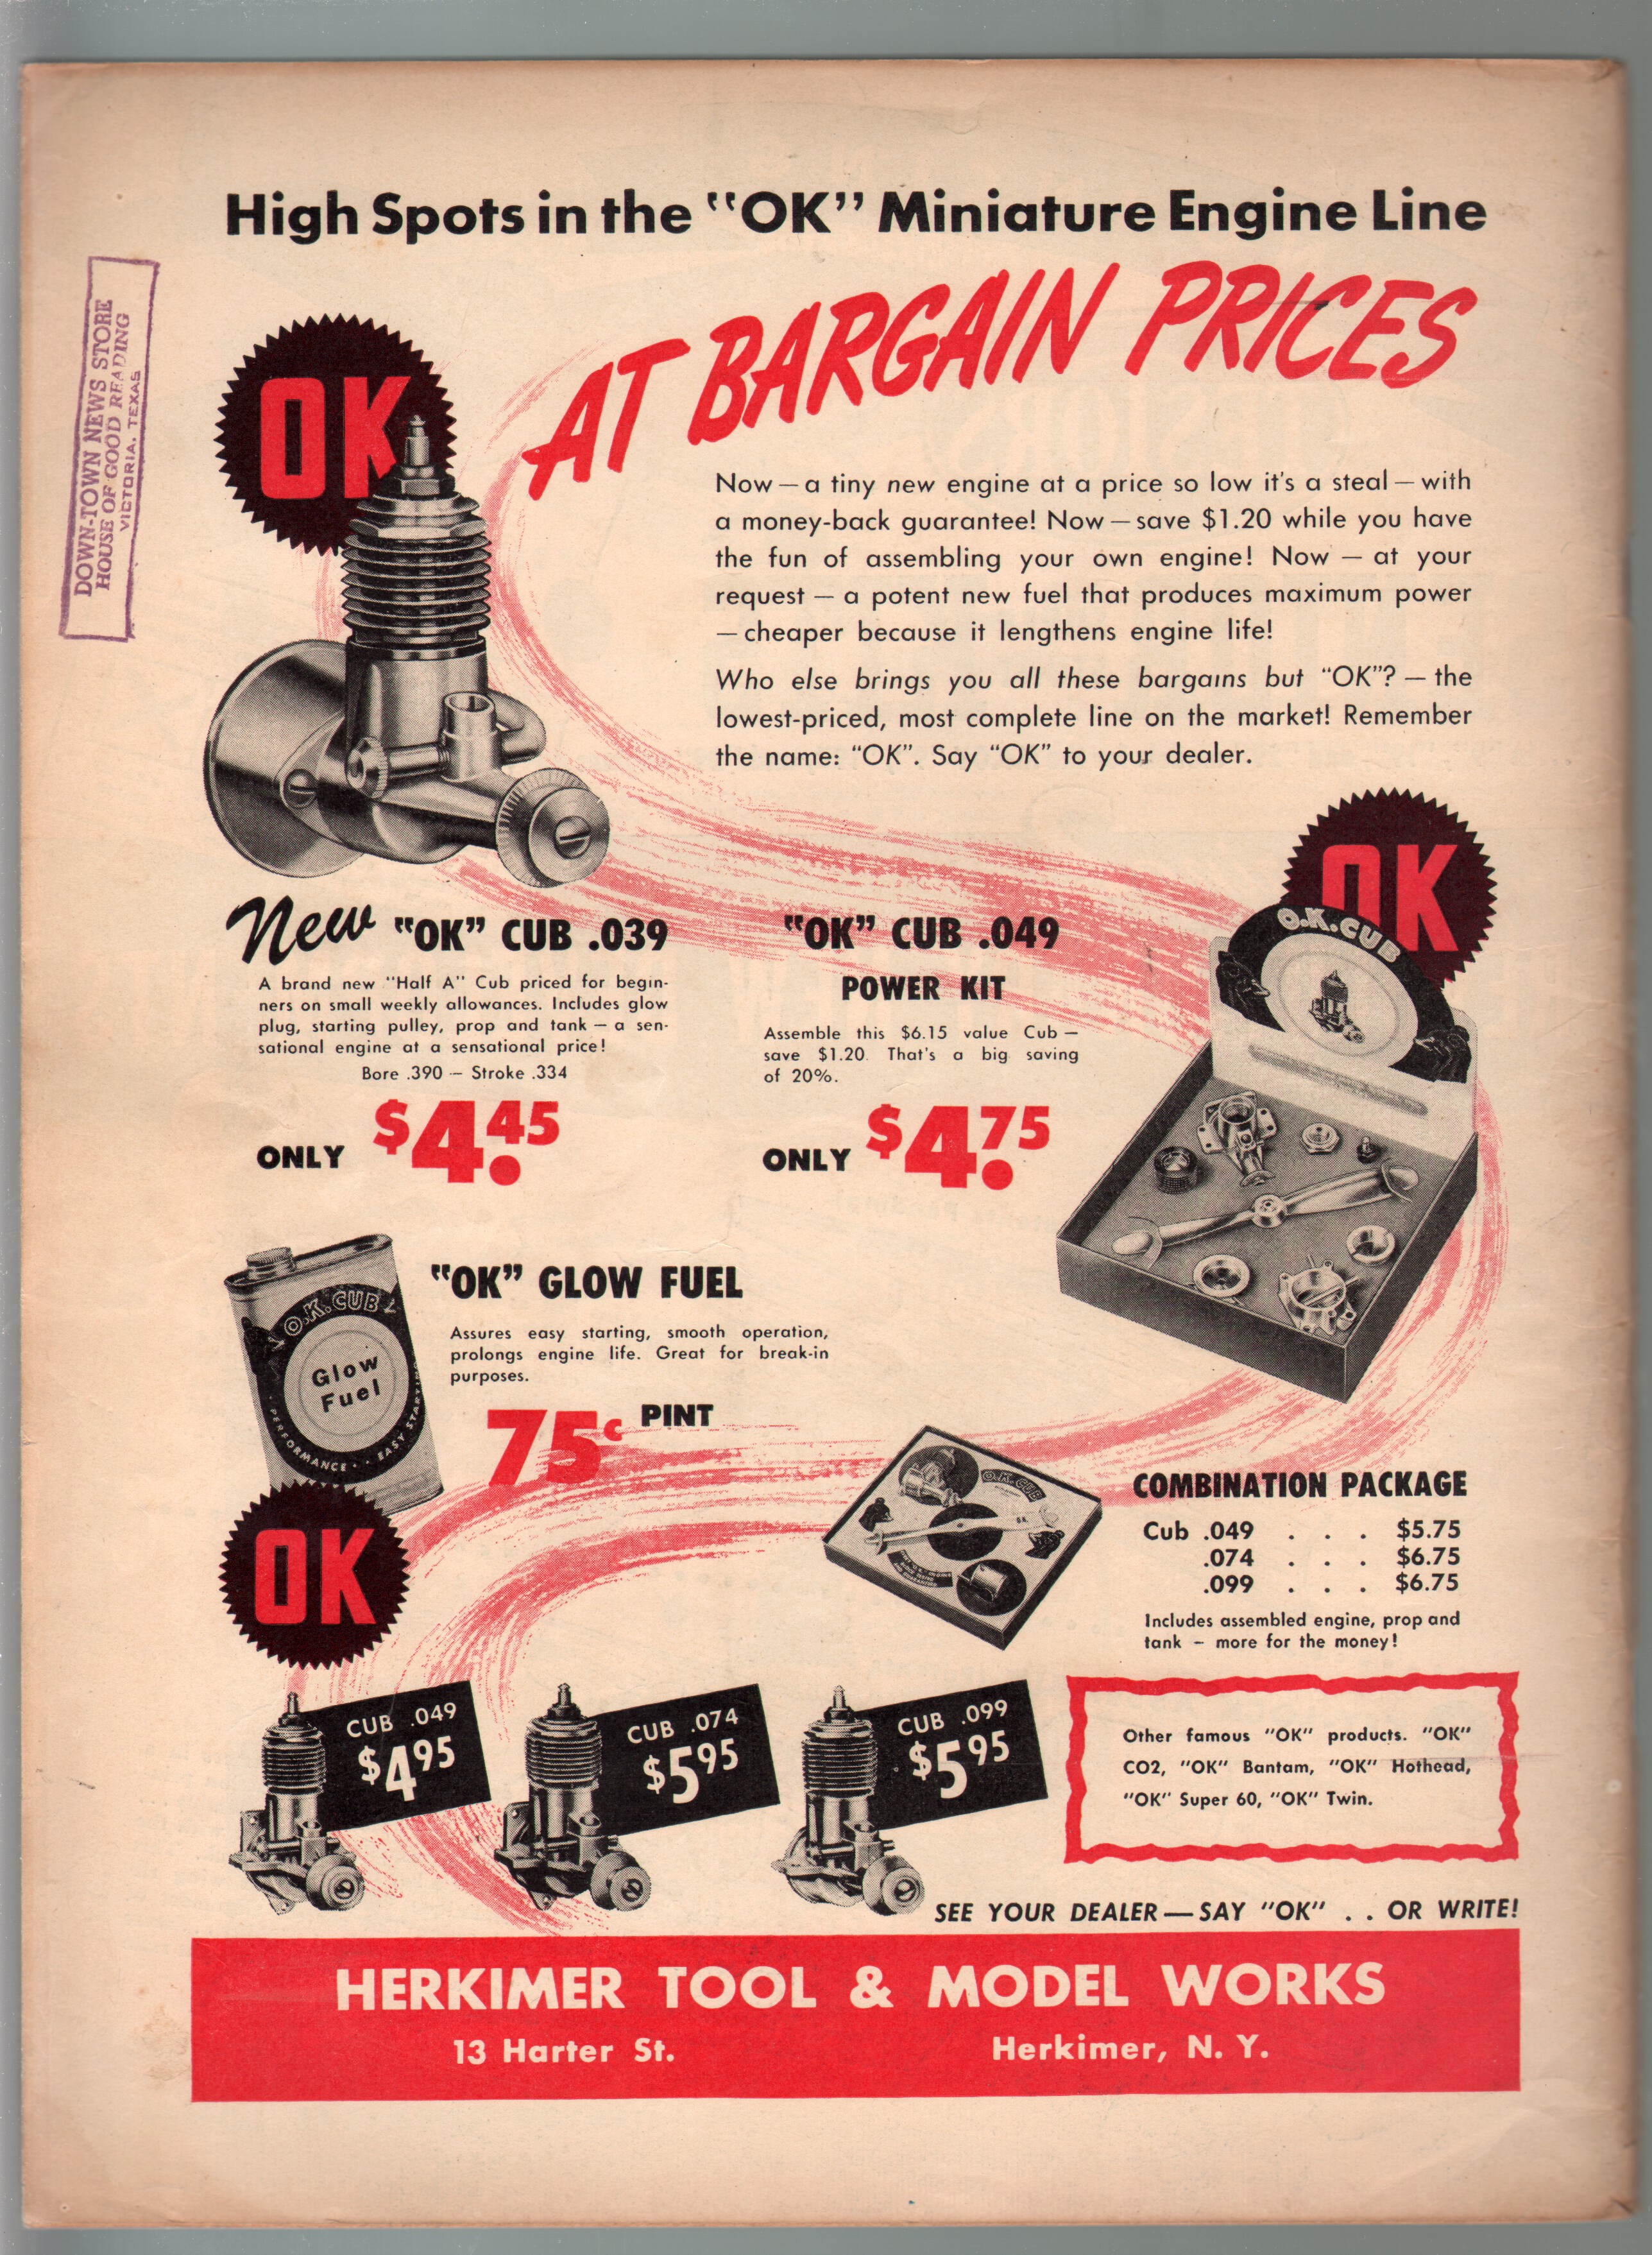 High Spots in the "OK" Miniature Engine Line
AT BARGAIN PRICES
DOWN-TOWN NEWS STORE
HOUSE OF GOOD READING
VICTORIA, TEXAS
OK
Now — a tiny new engine at a price so low it's a steal — with
a money-back guarantee! Now — save $1.20 while you have
the fun of assembling your own engine! Now — at your
request — a potent new fuel that produces maximum power
— cheaper because it lengthens engine life!
Who else brings you all these bargains but "OK"? — the
lowest-priced, most complete line on the market! Remember
the name: "OK". Say "OK" to your dealer.
New "OK" CUB .039
A brand new "Half A" Cub priced for begin-
ners on small weekly allowances. Includes glow
plug, starting pulley, prop and tank — a sen-
sational engine at a sensational price!
Bore .390 — Stroke .334
ONLY $4.45
"OK" CUB .049
POWER KIT
Assemble this $6.15 value Cub —
save $1.20. That's a big saving
of 20%.
ONLY $4.75
OK
O.K. CUB
O.K. CUB
Glow
Fuel
PERFORMANCE · EASY STARTING
"OK" GLOW FUEL
Assures easy starting, smooth operation,
prolongs engine life. Great for break-in
purposes.
75c PINT
OK
O.K. CUB
COMBINATION PACKAGE
Cub .049 . . . $5.75
.074 . . . $6.75
.099 . . . $6.75
Includes assembled engine, prop and
tank — more for the money!
CUB .049
$4.95
CUB .074
$5.95
CUB .099
$5.95
Other famous "OK" products. "OK"
CO2, "OK" Bantam, "OK" Hothead,
"OK" Super 60, "OK" Twin.
SEE YOUR DEALER — SAY "OK" . . OR WRITE!
HERKIMER TOOL & MODEL WORKS
13 Harter St. Herkimer, N. Y.